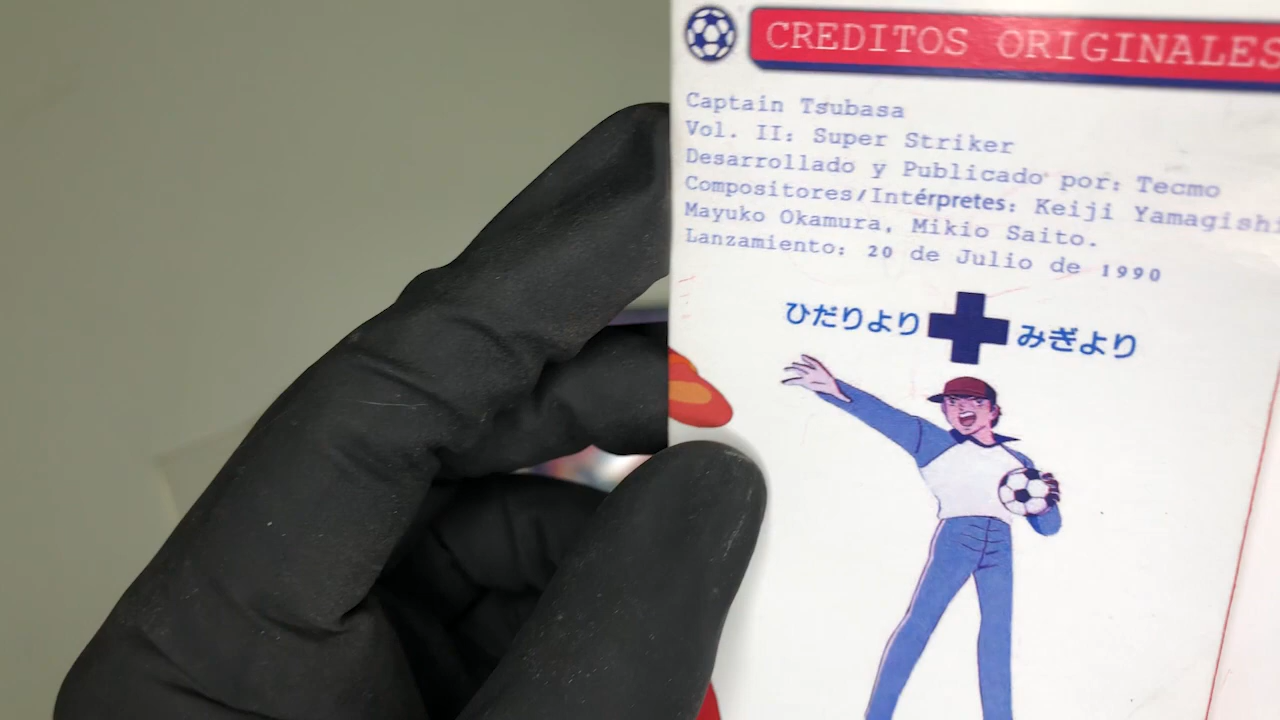 CREDITOS ORIGINALES
Captain Tsubasa
Vol. II: Super Striker
Desarrollado y Publicado por: Tecmo
Compositores/Intérpretes: Keiji Yamagishi
Mayuko Okamura, Mikio Saito.
Lanzamiento: 20 de Julio de 1990
ひだりより みぎより